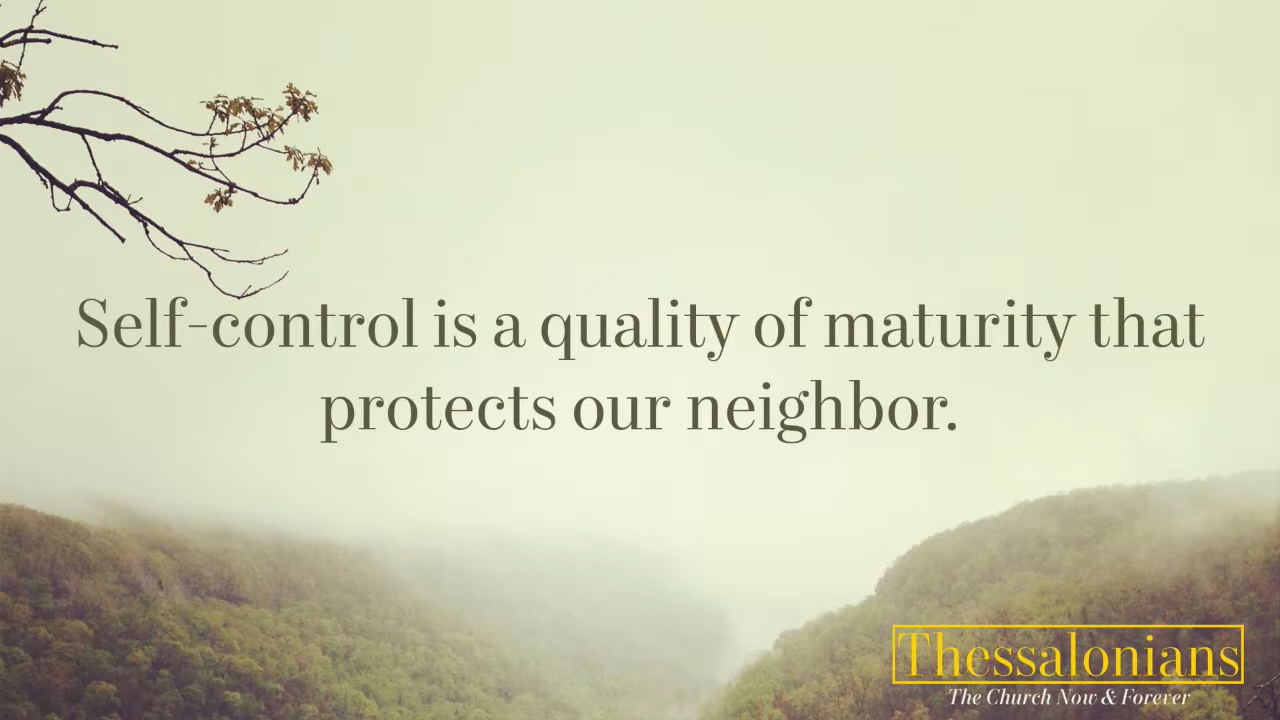 Self-control is a quality of maturity that
protects our neighbor.
Thessalonians
The Church Now & Forever